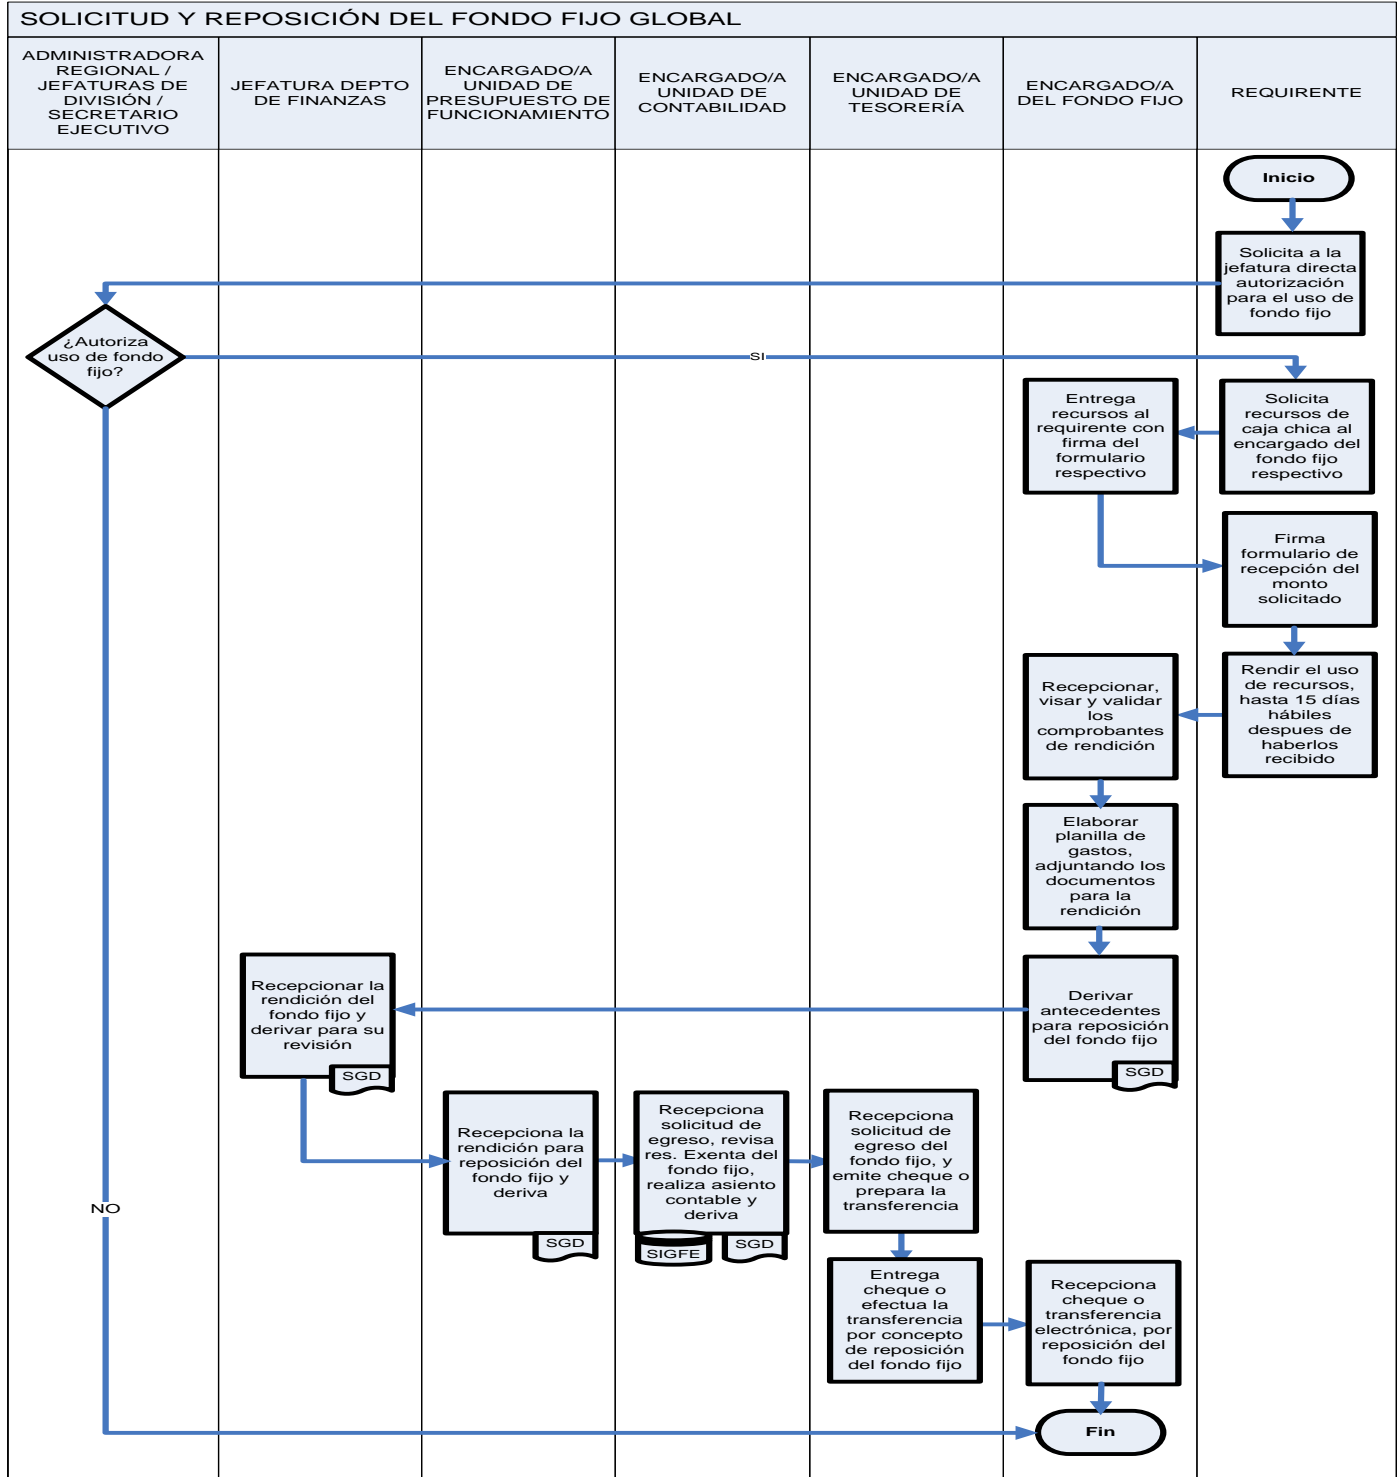 SOLICITUD Y REPOSICIÓN DEL FONDO FIJO GLOBAL
ADMINISTRADORA
REGIONAL /
JEFATURAS DE
DIVISIÓN /
SECRETARIO
EJECUTIVO
JEFATURA DEPTO
DE FINANZAS
ENCARGADO/A
UNIDAD DE
PRESUPUESTO DE
FUNCIONAMIENTO
ENCARGADO/A
UNIDAD DE
CONTABILIDAD
ENCARGADO/A
UNIDAD DE
TESORERÍA
ENCARGADO/A
DEL FONDO FIJO
REQUIRENTE
Inicio
Solicita a la
jefatura directa
autorización
para el uso de
fondo fijo
¿Autoriza
uso de fondo
fijo?
SI
Solicita
recursos de
caja chica al
encargado del
fondo fijo
respectivo
Entrega
recursos al
requirente con
firma del
formulario
respectivo
Firma
formulario de
recepción del
monto
solicitado
Rendir el uso
de recursos,
hasta 15 días
hábiles
despues de
haberlos
recibido
Recepcionar,
visar y validar
los
comprobantes
de rendición
Elaborar
planilla de
gastos,
adjuntando los
documentos
para la
rendición
Derivar
antecedentes
para reposición
del fondo fijo
SGD
Recepcionar la
rendición del
fondo fijo y
derivar para su
revisión
SGD
Recepciona la
rendición para
reposición del
fondo fijo y
deriva
SGD
Recepciona
solicitud de
egreso, revisa
res. Exenta del
fondo fijo,
realiza asiento
contable y
deriva
SIGFE
SGD
Recepciona
solicitud de
egreso del
fondo fijo, y
emite cheque o
prepara la
transferencia
Entrega
cheque o
efectua la
transferencia
por concepto
de reposición
del fondo fijo
Recepciona
cheque o
transferencia
electrónica, por
reposición del
fondo fijo
NO
Fin